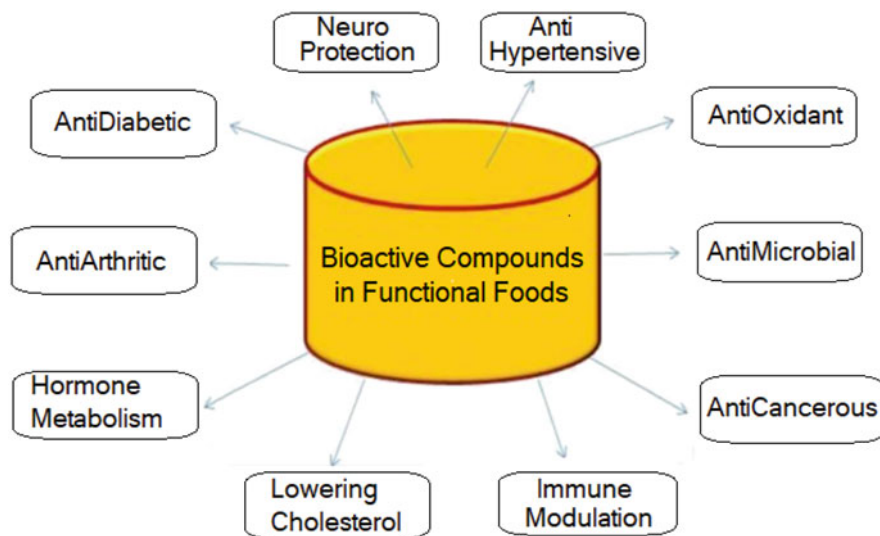 Neuro
Protection
Anti
Hypertensive
AntiDiabetic
AntiOxidant
AntiArthritic
Bioactive Compounds
in Functional Foods
AntiMicrobial
Hormone
Metabolism
AntiCancerous
Lowering
Cholesterol
Immune
Modulation